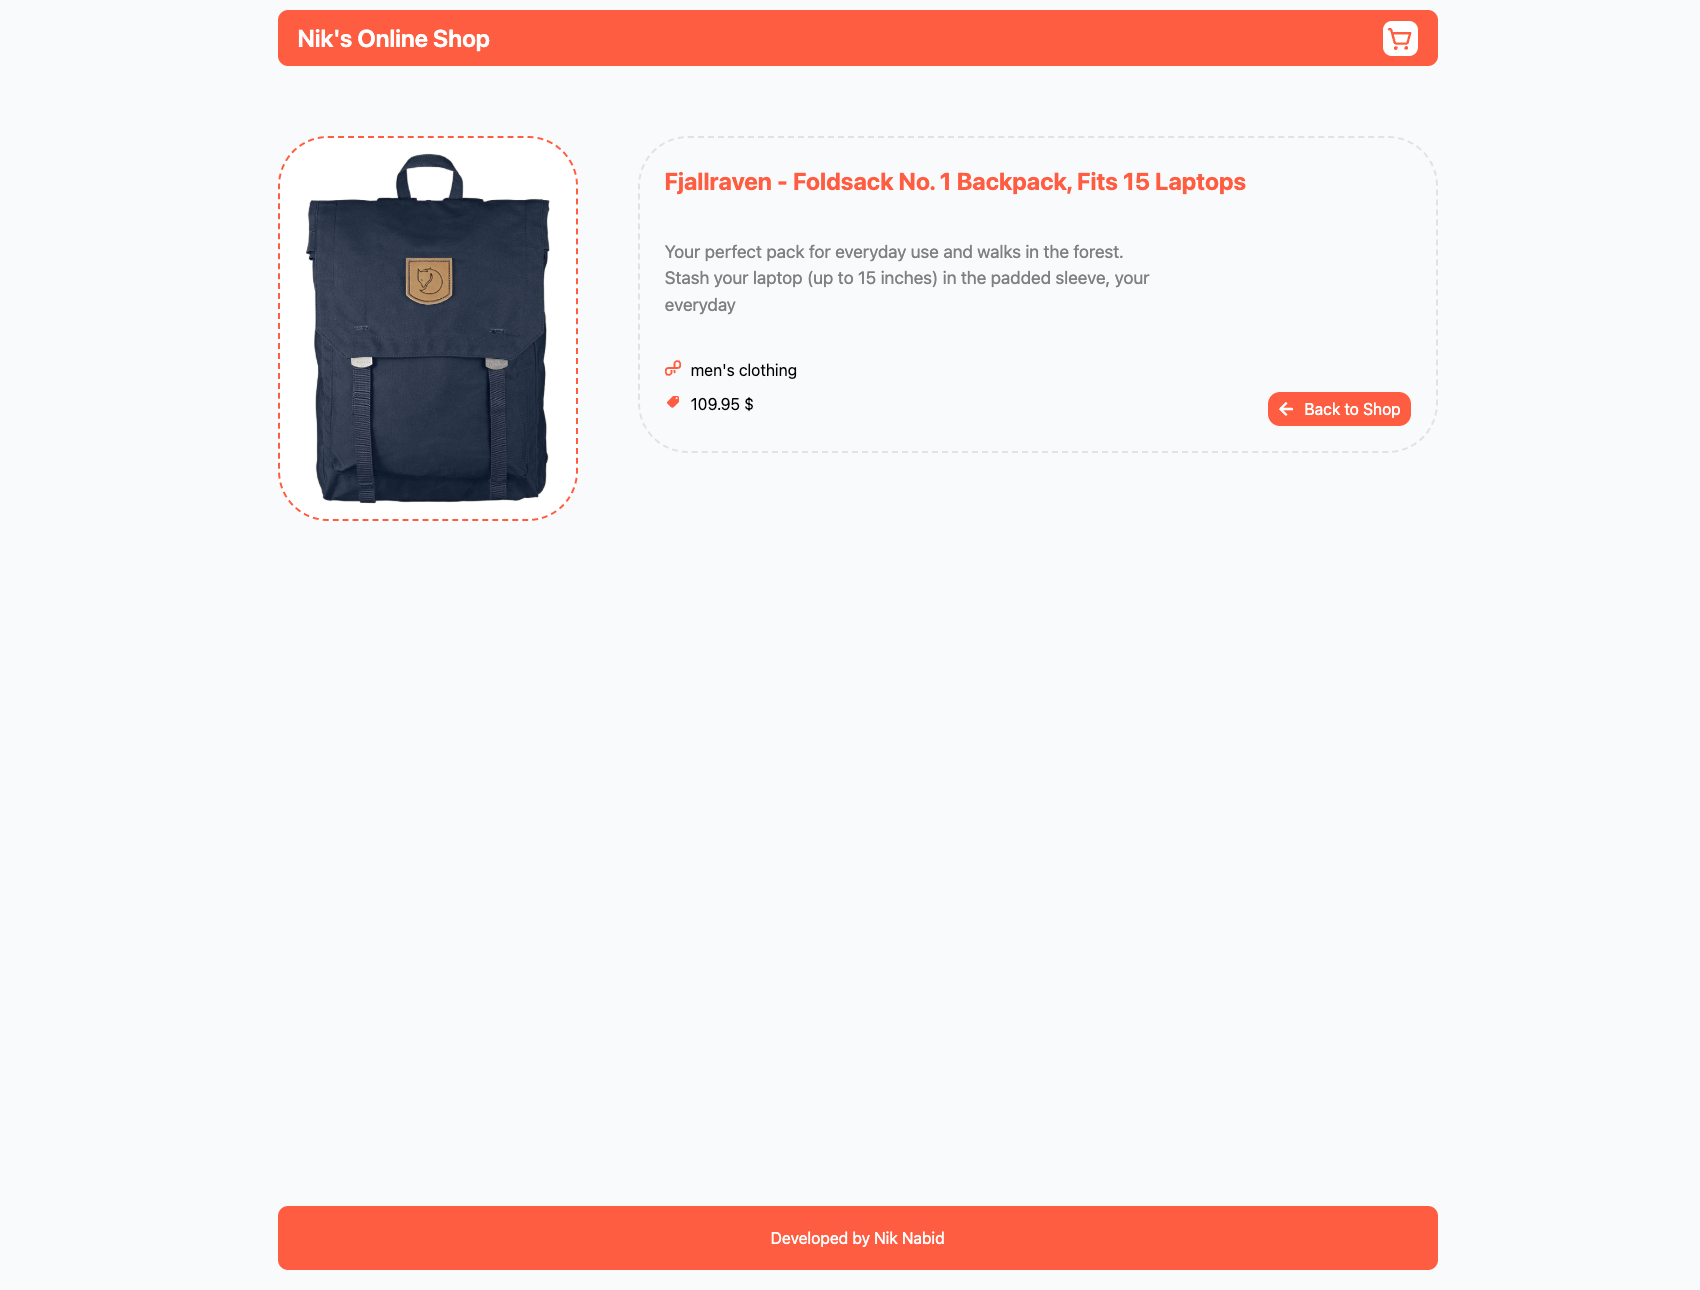 Nik's Online Shop
Fjallraven - Foldsack No. 1 Backpack, Fits 15 Laptops
Your perfect pack for everyday use and walks in the forest.
Stash your laptop (up to 15 inches) in the padded sleeve, your
everyday
men's clothing
109.95 $
Back to Shop
Developed by Nik Nabid